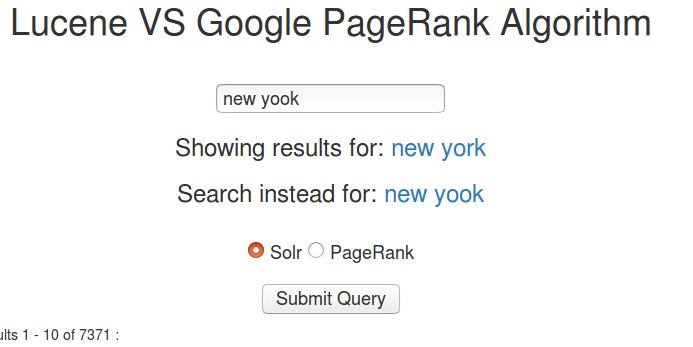 Lucene VS Google PageRank Algorithm
new yook
Showing results for: new york
Search instead for: new yook
Solr PageRank
Submit Query
1 - 10 of 7371 :